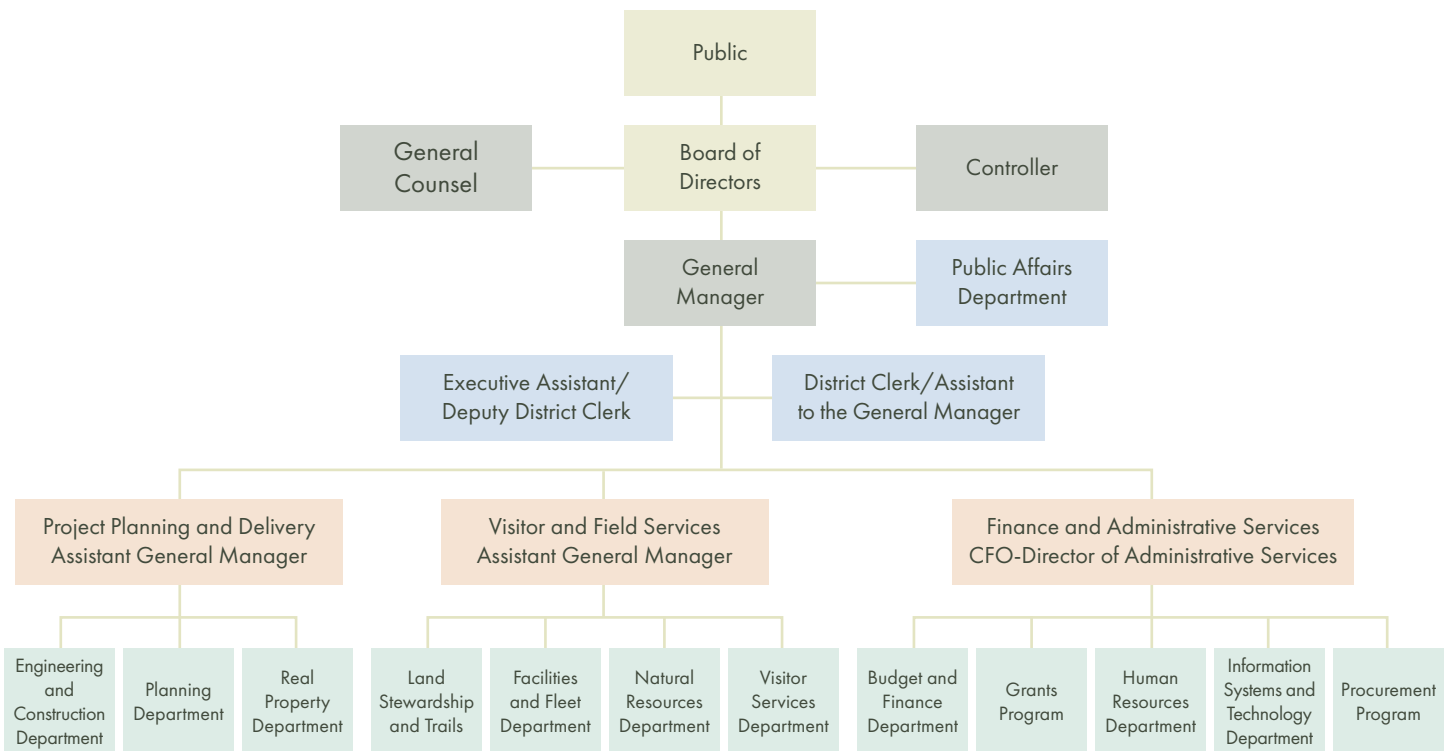 Public
General
Counsel
Board of
Directors
Controller
General
Manager
Public Affairs
Department
Executive Assistant/
Deputy District Clerk
District Clerk/Assistant
to the General Manager
Project Planning and Delivery
Assistant General Manager
Visitor and Field Services
Assistant General Manager
Finance and Administrative Services
CFO-Director of Administrative Services
Engineering
and
Construction
Department
Planning
Department
Real
Property
Department
Land
Stewardship
and Trails
Facilities
and Fleet
Department
Natural
Resources
Department
Visitor
Services
Department
Budget and
Finance
Department
Grants
Program
Human
Resources
Department
Information
Systems and
Technology
Department
Procurement
Program